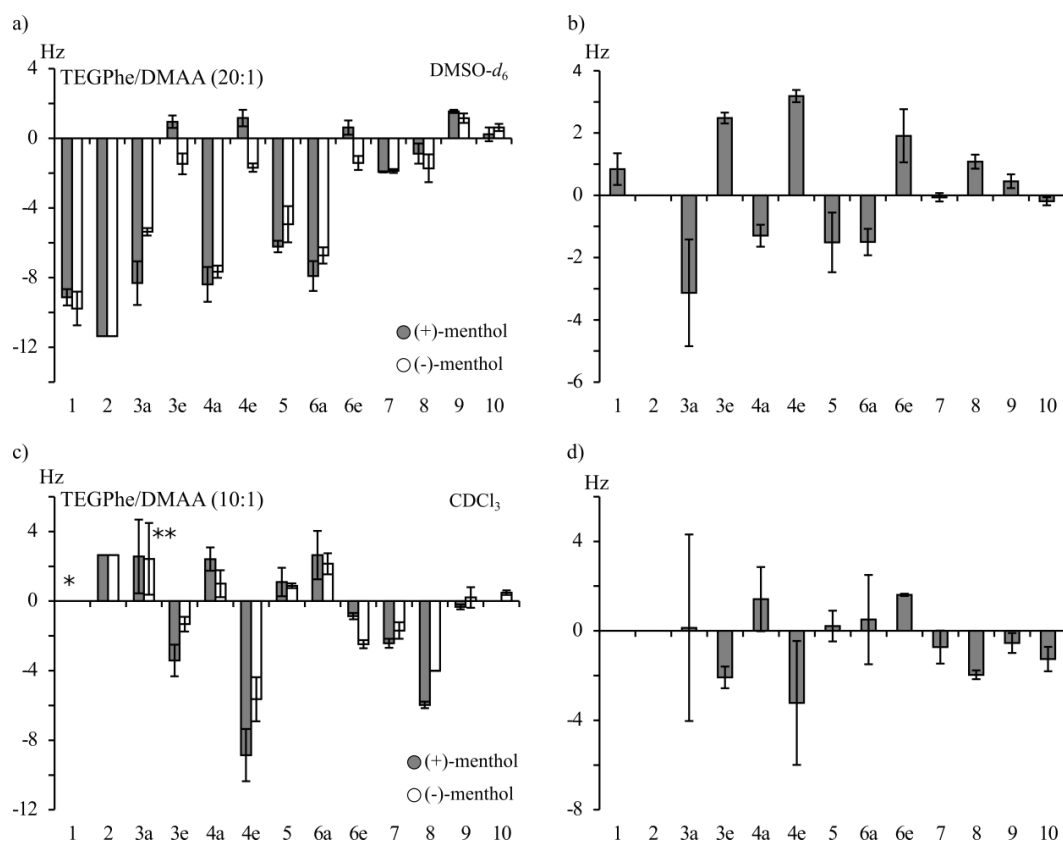 a)
Hz
TEGPhe/DMAA (20:1)
DMSO-d6
4
0
-4
-8
-12
(+)-menthol
(-)-menthol
1 2 3a 3e 4a 4e 5 6a 6e 7 8 9 10
b)
Hz
6
4
2
0
-2
-4
-6
1 2 3a 3e 4a 4e 5 6a 6e 7 8 9 10
c)
Hz
TEGPhe/DMAA (10:1)
CDCl3
4
0
-4
-8
-12
*
**
(+)-menthol
(-)-menthol
1 2 3a 3e 4a 4e 5 6a 6e 7 8 9 10
d)
Hz
8
4
0
-4
-8
1 2 3a 3e 4a 4e 5 6a 6e 7 8 9 10